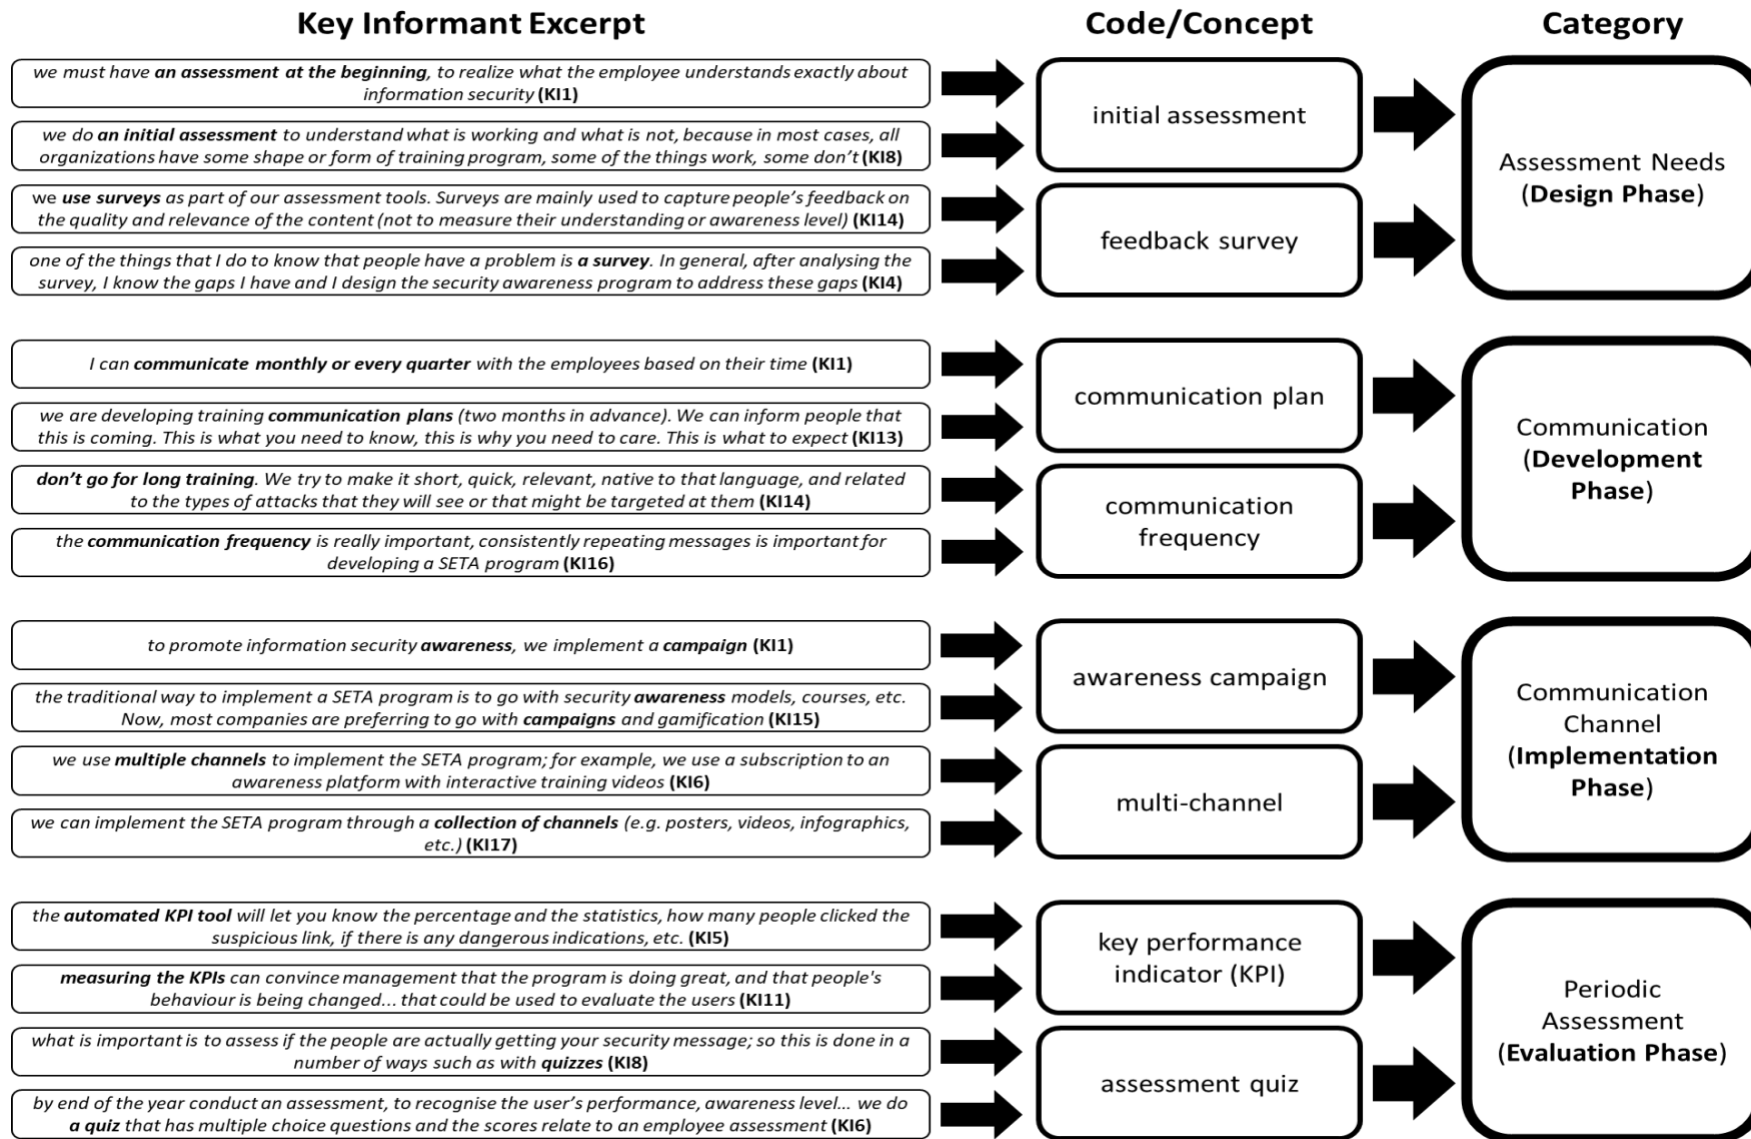 Key Informant Excerpt
Code/Concept
Category
we must have an assessment at the beginning, to realize what the employee understands exactly about
information security (KI1)
we do an initial assessment to understand what is working and what is not, because in most cases, all
organizations have some shape or form of training program, some of the things work, some don't (KI8)
initial assessment
we use surveys as part of our assessment tools. Surveys are mainly used to capture people's feedback on
the quality and relevance of the content (not to measure their understanding or awareness level) (KI14)
one of the things that I do to know that people have a problem is a survey. In general, after analysing the
survey, I know the gaps I have and I design the security awareness program to address these gaps (KI4)
feedback survey
Assessment Needs
(Design Phase)
I can communicate monthly or every quarter with the employees based on their time (KI1)
we are developing training communication plans (two months in advance). We can inform people that
this is coming. This is what you need to know, this is why you need to care. This is what to expect (KI13)
communication plan
don't go for long training. We try to make it short, quick, relevant, native to that language, and related
to the types of attacks that they will see or that might be targeted at them (KI14)
the communication frequency is really important, consistently repeating messages is important for
developing a SETA program (KI16)
communication
frequency
Communication
(Development
Phase)
to promote information security awareness, we implement a campaign (KI1)
the traditional way to implement a SETA program is to go with security awareness models, courses, etc.
Now, most companies are preferring to go with campaigns and gamification (KI15)
awareness campaign
we use multiple channels to implement the SETA program; for example, we use a subscription to an
awareness platform with interactive training videos (KI6)
we can implement the SETA program through a collection of channels (e.g. posters, videos, infographics,
etc.) (KI17)
multi-channel
Communication
Channel
(Implementation
Phase)
the automated KPI tool will let you know the percentage and the statistics, how many people clicked the
suspicious link, if there is any dangerous indications, etc. (KI5)
measuring the KPIs can convince management that the program is doing great, and that people's
behaviour is being changed... that could be used to evaluate the users (KI11)
key performance
indicator (KPI)
what is important is to assess if the people are actually getting your security message; so this is done in a
number of ways such as with quizzes (KI8)
by end of the year conduct an assessment, to recognise the user's performance, awareness level... we do
a quiz that has multiple choice questions and the scores relate to an employee assessment (KI6)
assessment quiz
Periodic
Assessment
(Evaluation Phase)